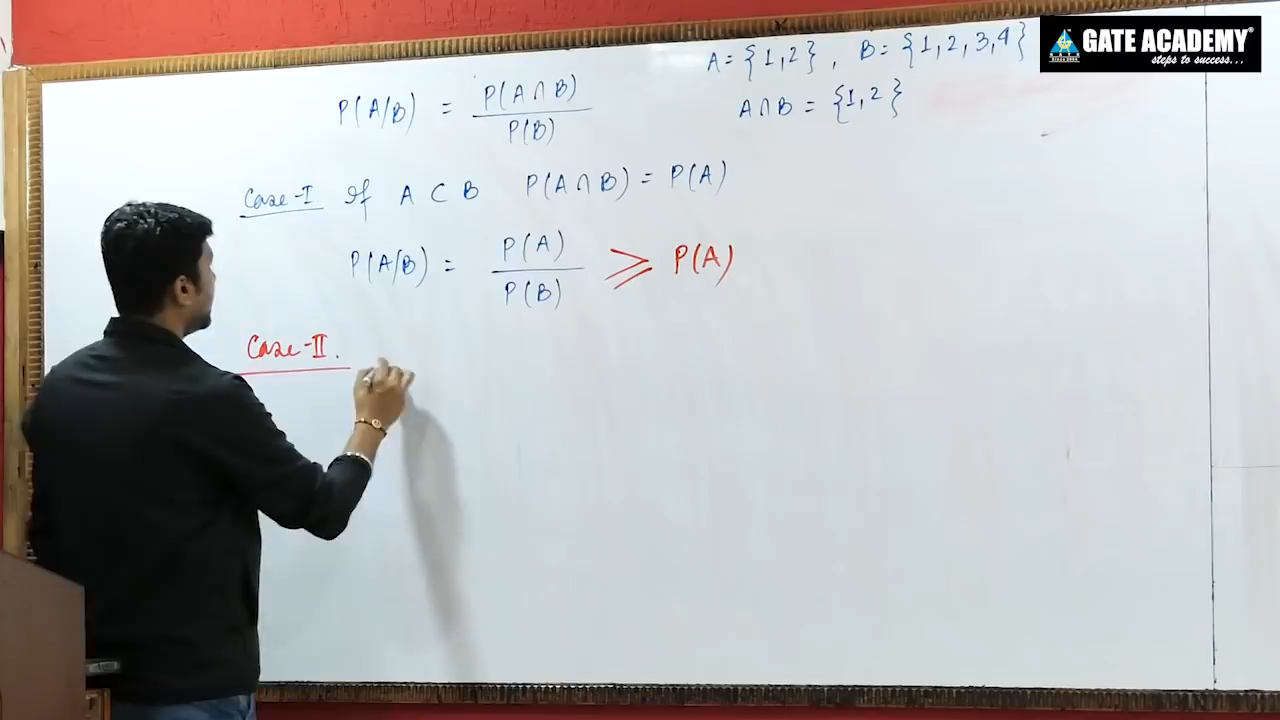 A = {1,2} , B = {1,2,3,4}
GATE ACADEMY®
steps to success...
P(A/B) = P(A∩B) / P(B)
A∩B = {1,2}
Case-I If A ⊂ B P(A∩B) = P(A)
P(A/B) = P(A) / P(B) ⩾ P(A)
Case-II.